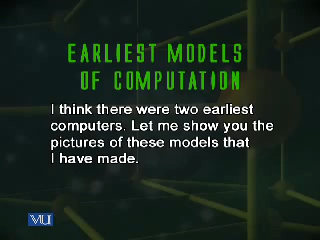 EARLIEST MODELS
OF COMPUTATION
I think there were two earliest
computers. Let me show you the
pictures of these models that
I have made.
VU